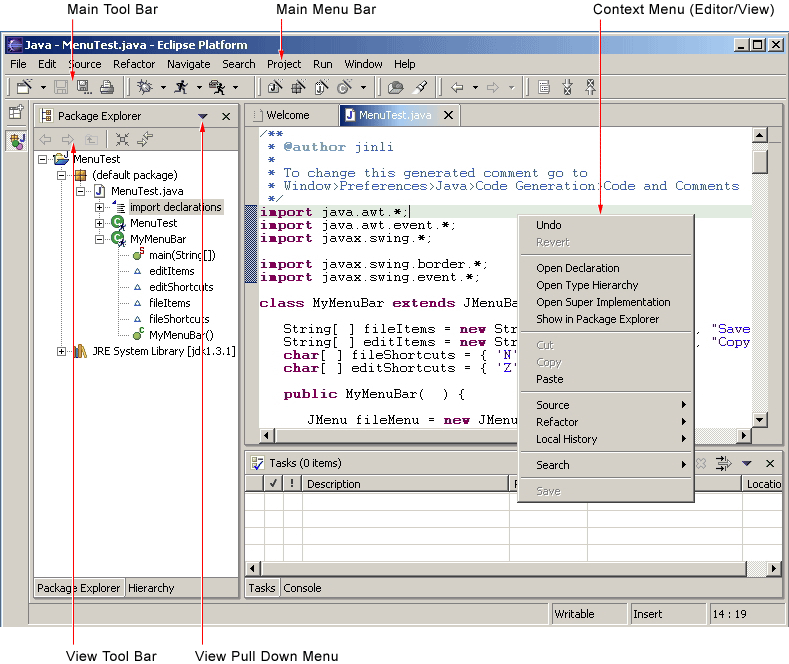 Main Tool Bar
Main Menu Bar
Context Menu (Editor/View)
Java - MenuTest.java - Eclipse Platform
File Edit Source Refactor Navigate Search Project Run Window Help
Package Explorer
MenuTest
(default package)
MenuTest.java
import declarations
MenuTest
MyMenuBar
main(String[])
editItems
editShortcuts
fileItems
fileShortcuts
MyMenuBar()
JRE System Library [jdk1.3.1]
Package Explorer Hierarchy
Welcome
MenuTest.java
/**
* @author jinli
*
* To change this generated comment go to
* Window>Preferences>Java>Code Generation>Code and Comments
*/
import java.awt.*;
import java.awt.event.*;
import javax.swing.*;
import javax.swing.border.*;
import javax.swing.event.*;
class MyMenuBar extends JMenuBa
String[ ] fileItems = new Str , "Save
String[ ] editItems = new Str , "Copy
char[ ] fileShortcuts = { 'N'
char[ ] editShortcuts = { 'Z'
public MyMenuBar( ) {
JMenu fileMenu = new JMenu
Undo
Revert
Open Declaration
Open Type Hierarchy
Open Super Implementation
Show in Package Explorer
Cut
Copy
Paste
Source
Refactor
Local History
Search
Save
Tasks (0 items)
! Description Locatio
Tasks Console
Writable Insert 14 : 19
View Tool Bar
View Pull Down Menu